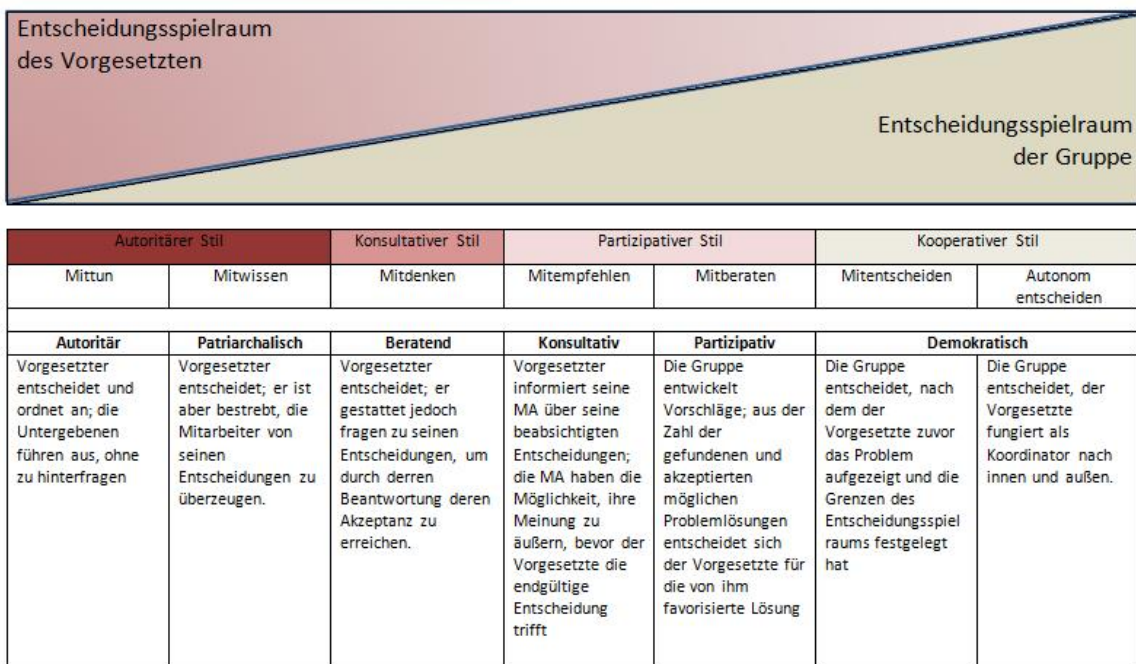 Entscheidungsspielraum
des Vorgesetzten
Entscheidungsspielraum
der Gruppe
Autoritärer Stil
Konsultativer Stil
Partizipativer Stil
Kooperativer Stil
Mittun
Mitwissen
Mitdenken
Mitempfehlen
Mitberaten
Mitentscheiden
Autonom
entscheiden
Autoritär
Patriarchalisch
Beratend
Konsultativ
Partizipativ
Demokratisch
Vorgesetzter
entscheidet und
ordnet an; die
Untergebenen
führen aus, ohne
zu hinterfragen
Vorgesetzter
entscheidet; er ist
aber bestrebt, die
Mitarbeiter von
seinen
Entscheidungen zu
überzeugen.
Vorgesetzter
entscheidet; er
gestattet jedoch
fragen zu seinen
Entscheidungen, um
durch derren
Beantwortung deren
Akzeptanz zu
erreichen.
Vorgesetzter
informiert seine
MA über seine
beabsichtigten
Entscheidungen;
die MA haben die
Möglichkeit, ihre
Meinung zu
äußern, bevor der
Vorgesetzte die
endgültige
Entscheidung
trifft
Die Gruppe
entwickelt
Vorschläge; aus der
Zahl der
gefundenen und
akzeptierten
möglichen
Problemlösungen
entscheidet sich
der Vorgesetzte für
die von ihm
favorisierte Lösung
Die Gruppe
entscheidet, nach
dem der
Vorgesetzte zuvor
das Problem
aufgezeigt und die
Grenzen des
Entscheidungsspiel
raums festgelegt
hat
Die Gruppe
entscheidet, der
Vorgesetzte
fungiert als
Koordinator nach
innen und außen.